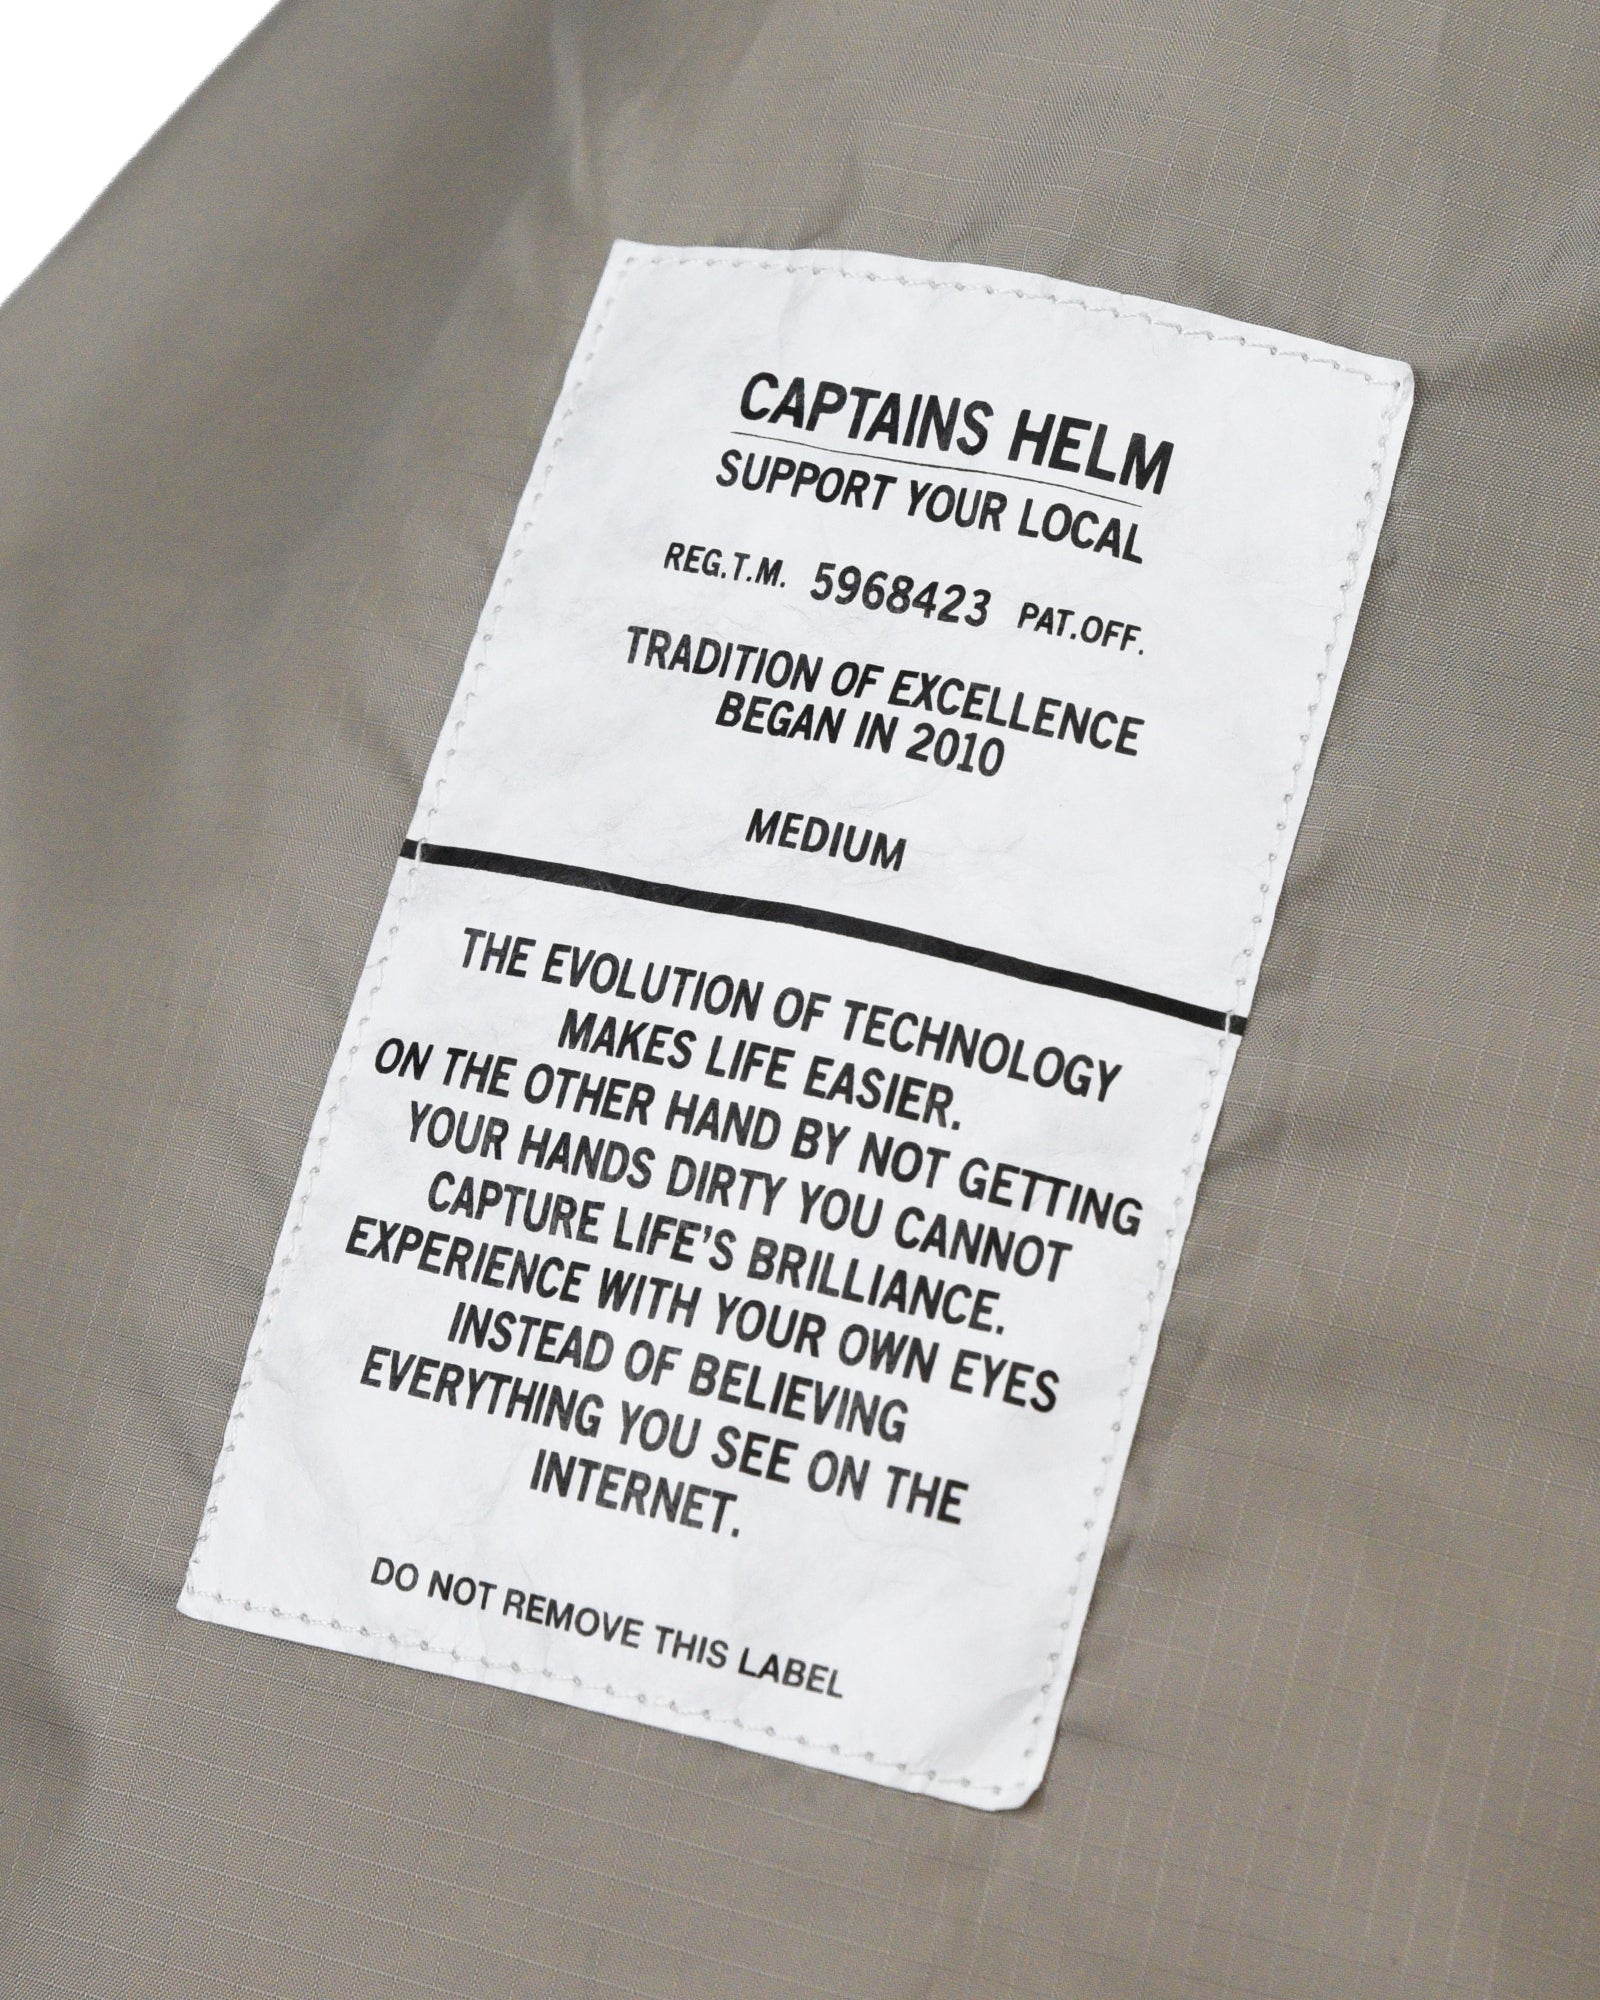 CAPTAINS HELM
SUPPORT YOUR LOCAL
REG.T.M. 5968423 PAT.OFF.
TRADITION OF EXCELLENCE
BEGAN IN 2010
MEDIUM
THE EVOLUTION OF TECHNOLOGY
MAKES LIFE EASIER.
ON THE OTHER HAND BY NOT GETTING
YOUR HANDS DIRTY YOU CANNOT
CAPTURE LIFE'S BRILLIANCE.
EXPERIENCE WITH YOUR OWN EYES
INSTEAD OF BELIEVING
EVERYTHING YOU SEE ON THE
INTERNET.
DO NOT REMOVE THIS LABEL